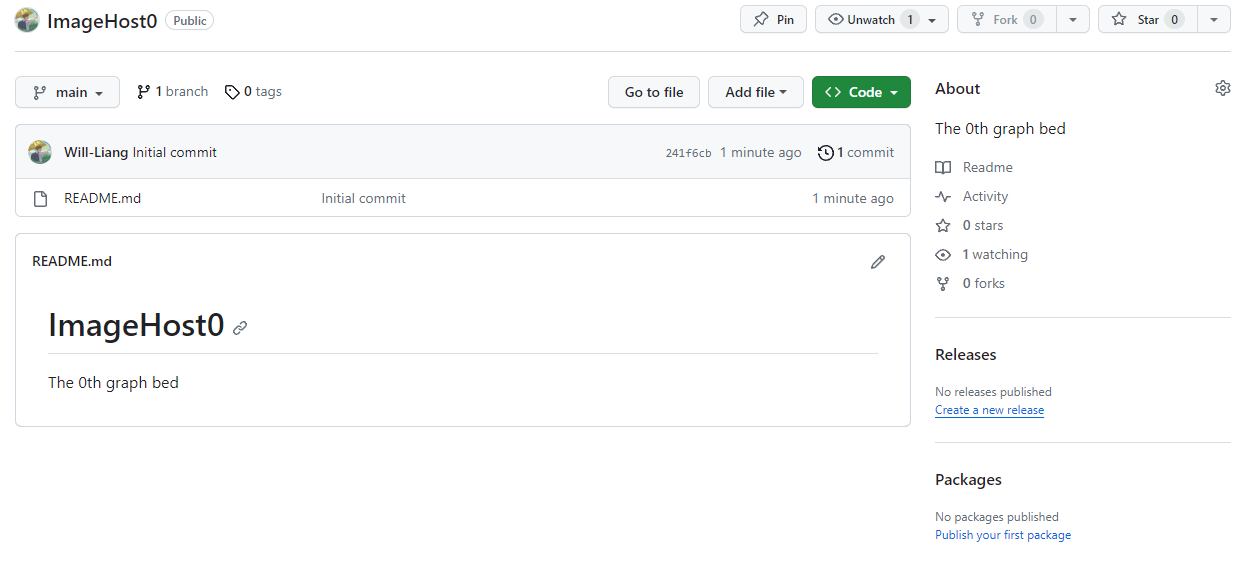 ImageHost0 Public Pin Unwatch 1 Fork 0 Star 0
main 1 branch 0 tags Go to file Add file Code
Will-Liang Initial commit 241f6cb 1 minute ago 1 commit
README.md Initial commit 1 minute ago
README.md
ImageHost0
The 0th graph bed
About
The 0th graph bed
Readme
Activity
0 stars
1 watching
0 forks
Releases
No releases published
Create a new release
Packages
No packages published
Publish your first package